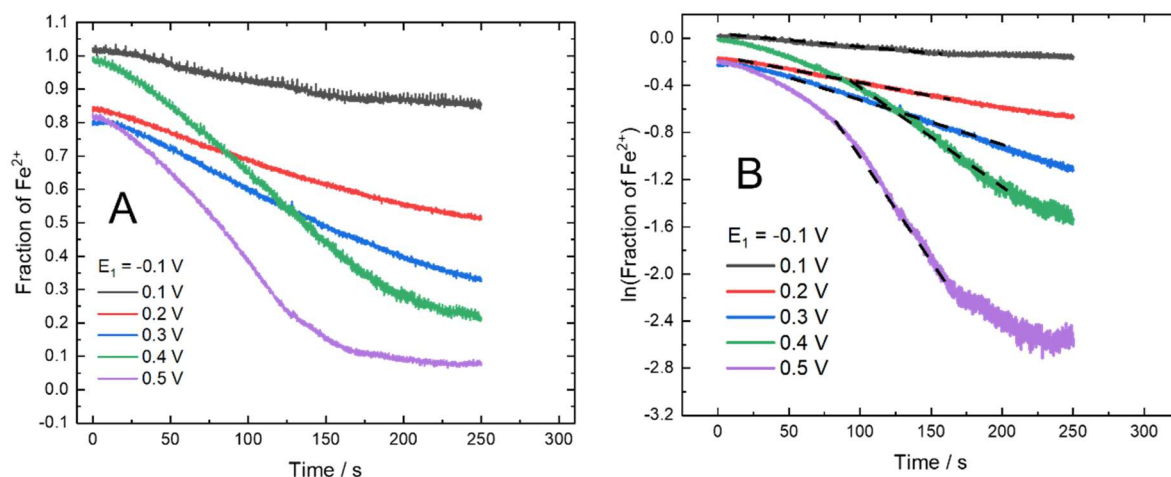 1.1
1.0
0.9
0.8
0.7
0.6
0.5
0.4
0.3
0.2
0.1
0.0
-0.1
Fraction of Fe²⁺
A
E₁ = -0.1 V
0.1 V
0.2 V
0.3 V
0.4 V
0.5 V
0 50 100 150 200 250 300
Time / s
0.0
-0.4
-0.8
-1.2
-1.6
-2.0
-2.4
-2.8
-3.2
ln(Fraction of Fe²⁺)
B
E₁ = -0.1 V
0.1 V
0.2 V
0.3 V
0.4 V
0.5 V
0 50 100 150 200 250 300
Time / s